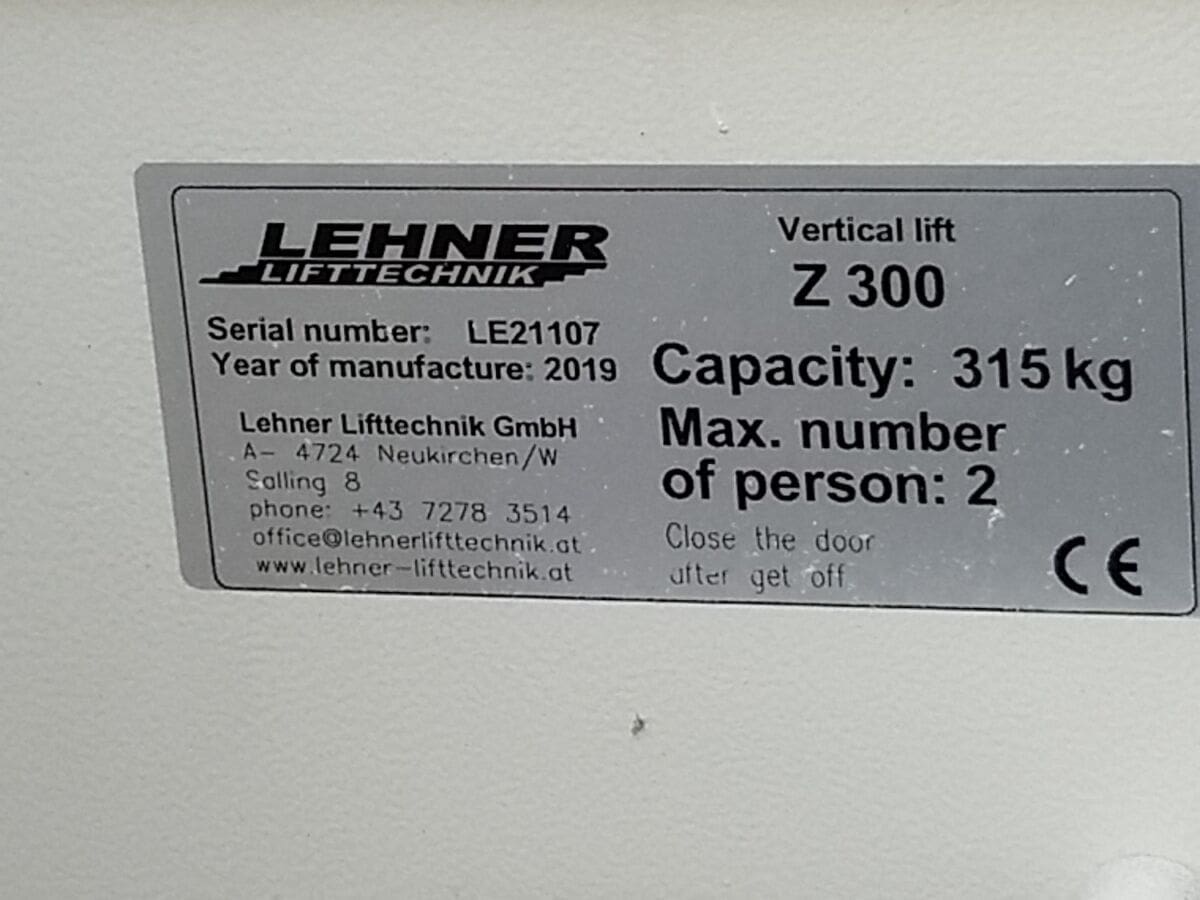 LEHNER
LIFTTECHNIK
Serial number: LE21107
Year of manufacture: 2019
Lehner Lifttechnik GmbH
A- 4724 Neukirchen/W
Salling 8
phone: +43 7278 3514
office@lehnerlifttechnik.at
www.lehner-lifttechnik.at
Vertical lift
Z 300
Capacity: 315 kg
Max. number
of person: 2
Close the door
after get off
CE